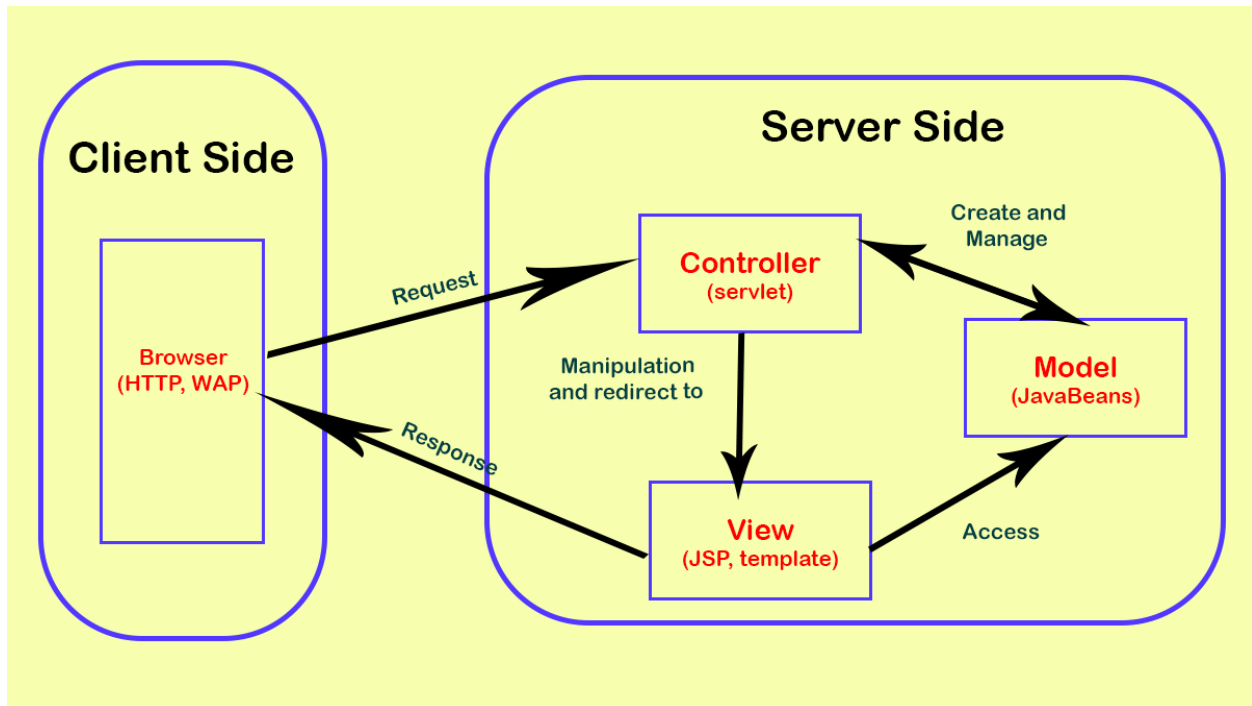 Client Side
Server Side
Browser
(HTTP, WAP)
Request
Response
Controller
(servlet)
Create and
Manage
Manipulation
and redirect to
Model
(JavaBeans)
View
(JSP, template)
Access